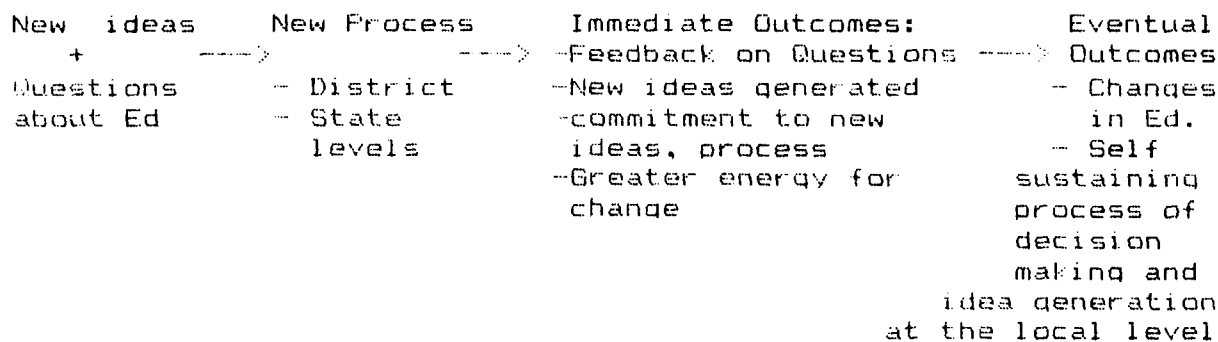 New ideas New Process Immediate Outcomes: Eventual
+ ----> ----> -Feedback on Questions ----> Outcomes
Questions - District -New ideas generated - Changes
about Ed - State -commitment to new in Ed.
levels ideas, process - Self
-Greater energy for sustaining
change process of
decision
making and
idea generation
at the local level